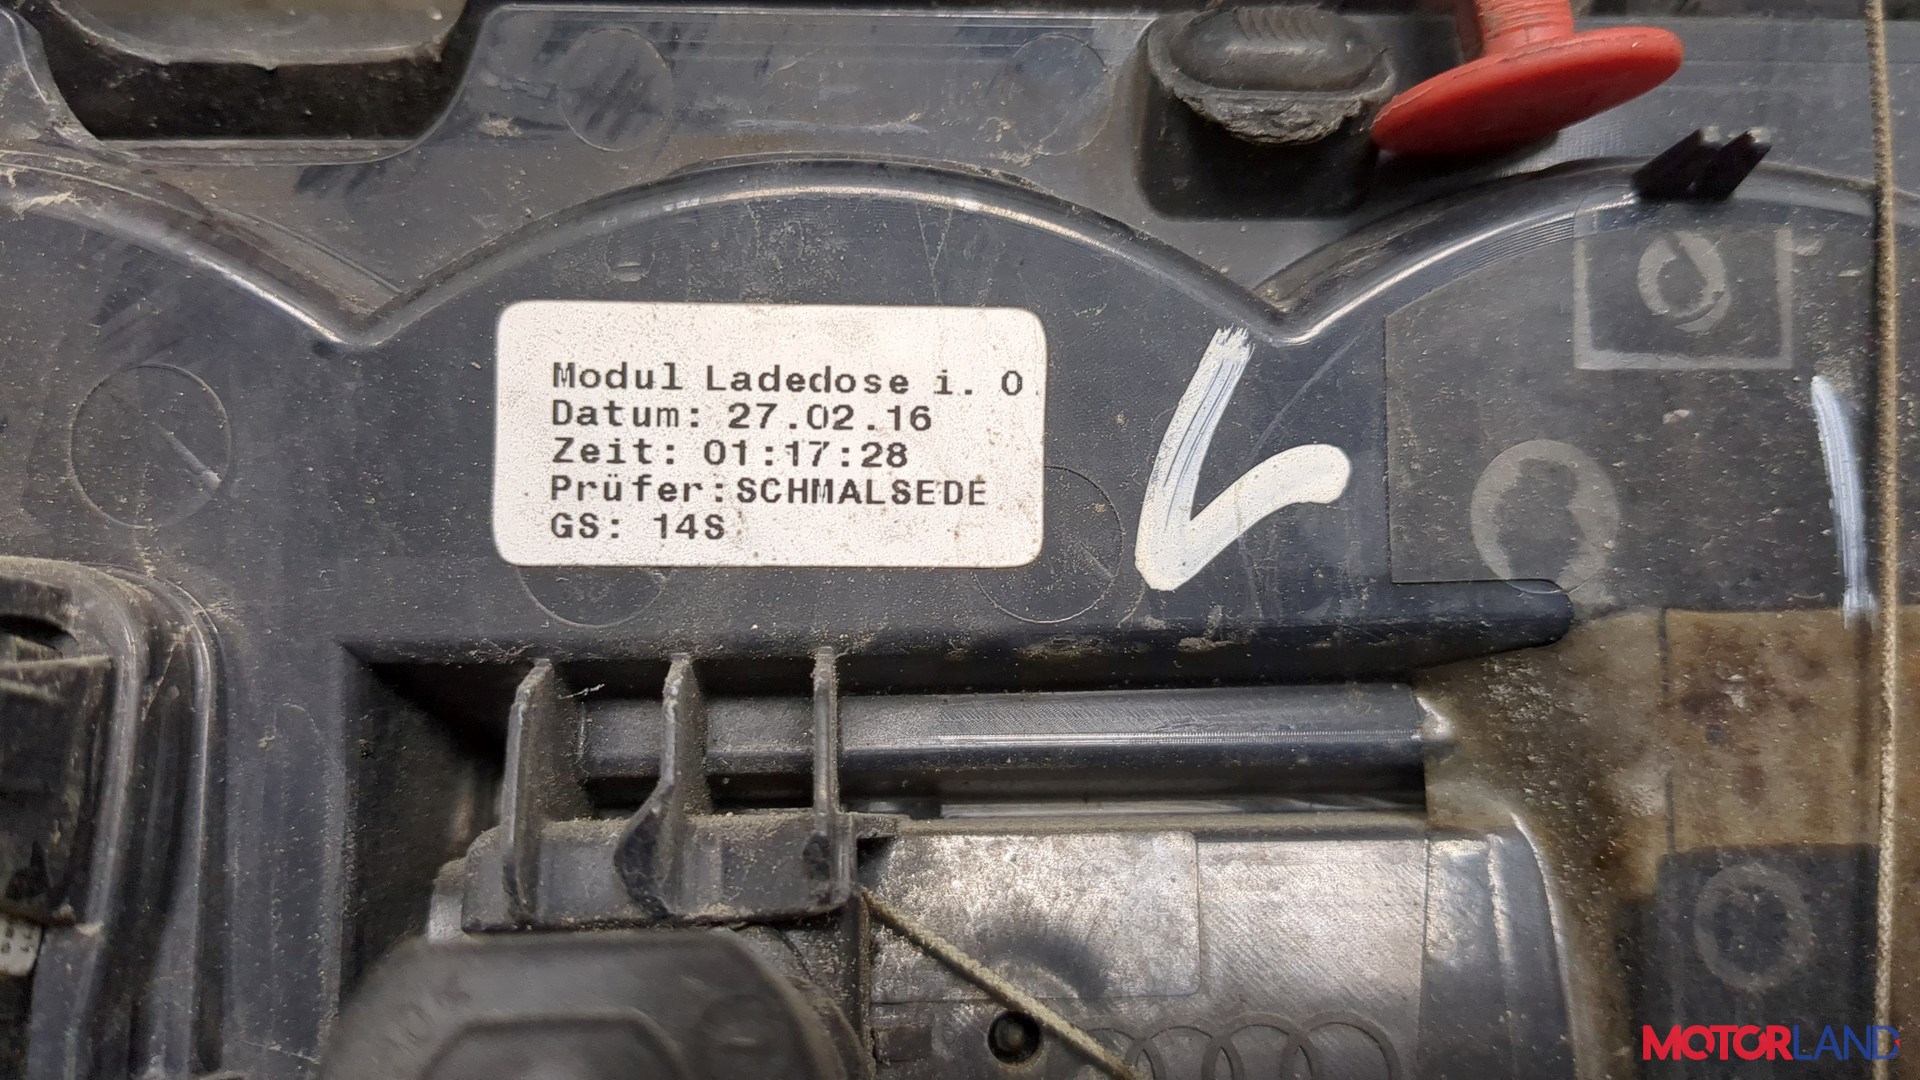 Modul Ladedose i. O
Datum: 27.02.16
Zeit: 01:17:28
Prüfer:SCHMALSEDE
GS: 14S
MOTORLAND